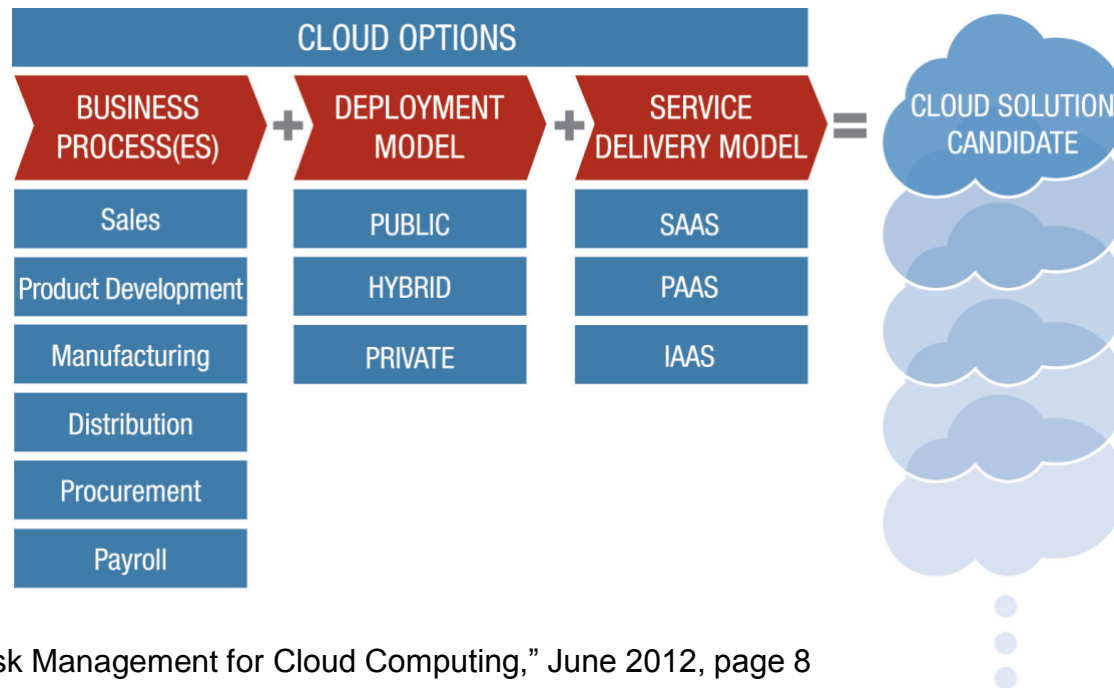 CLOUD OPTIONS
BUSINESS
PROCESS(ES)
+
DEPLOYMENT
MODEL
+
SERVICE
DELIVERY MODEL
=
CLOUD SOLUTION
CANDIDATE
Sales
Product Development
Manufacturing
Distribution
Procurement
Payroll
PUBLIC
HYBRID
PRIVATE
SAAS
PAAS
IAAS
sk Management for Cloud Computing,” June 2012, page 8